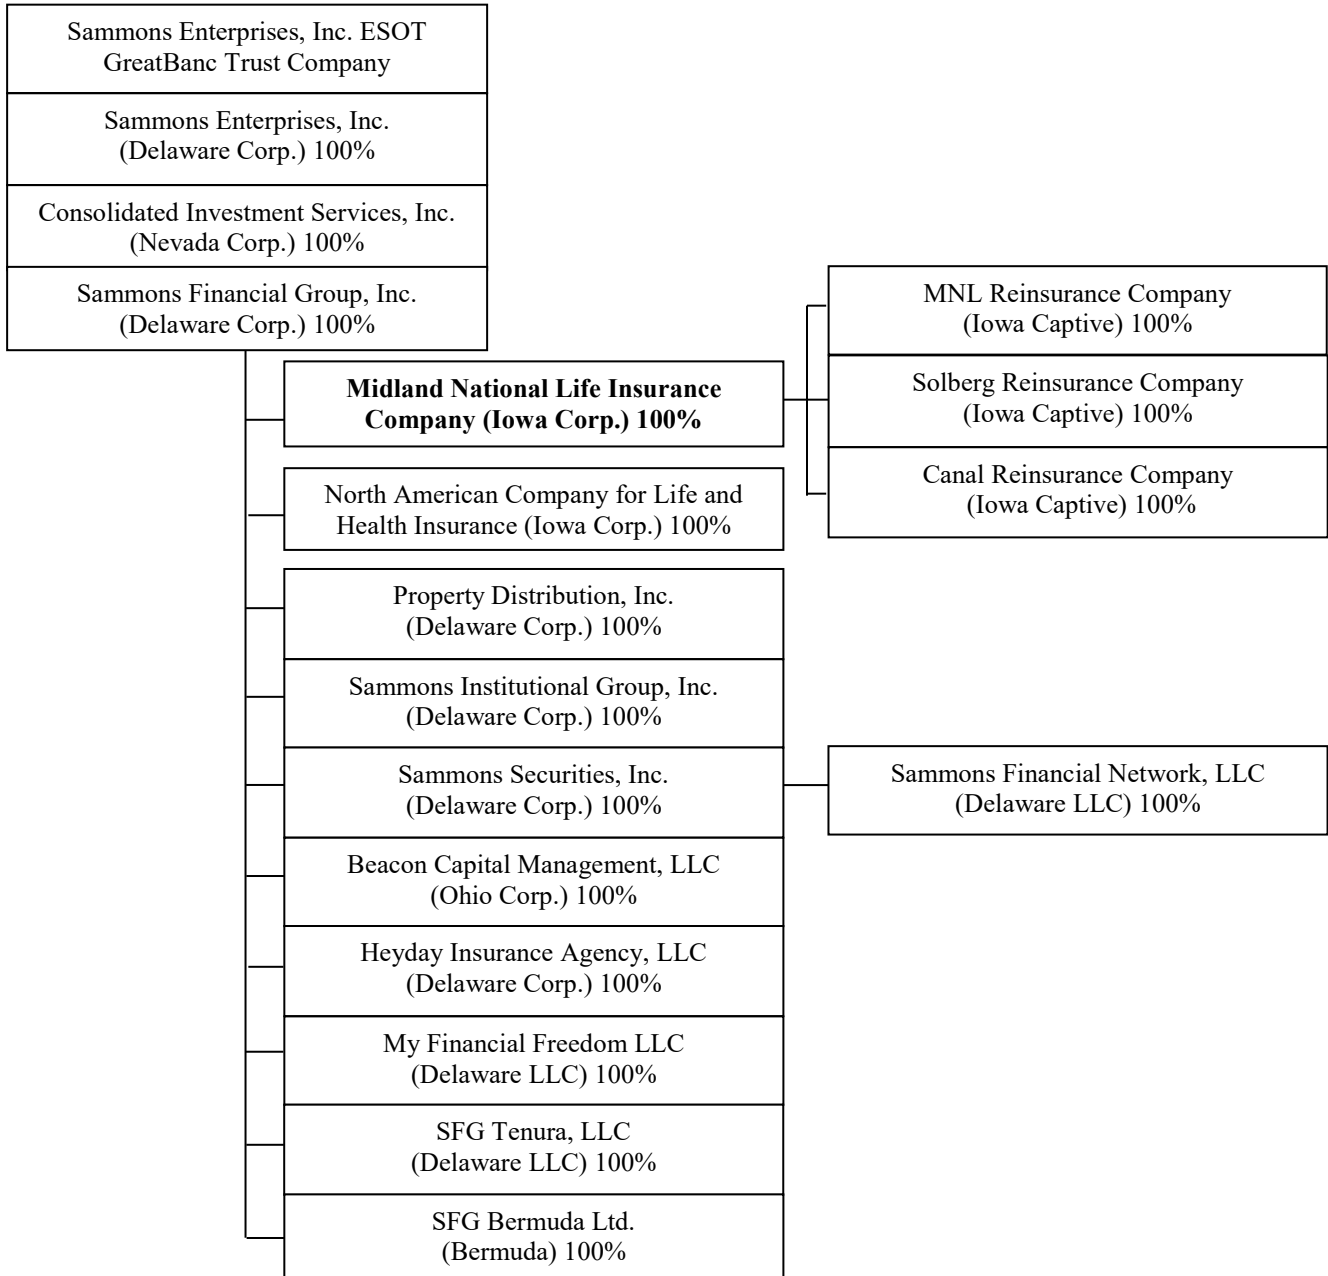 Sammons Enterprises, Inc. ESOT
GreatBanc Trust Company
Sammons Enterprises, Inc.
(Delaware Corp.) 100%
Consolidated Investment Services, Inc.
(Nevada Corp.) 100%
Sammons Financial Group, Inc.
(Delaware Corp.) 100%
Midland National Life Insurance
Company (Iowa Corp.) 100%
MNL Reinsurance Company
(Iowa Captive) 100%
Solberg Reinsurance Company
(Iowa Captive) 100%
Canal Reinsurance Company
(Iowa Captive) 100%
North American Company for Life and
Health Insurance (Iowa Corp.) 100%
Property Distribution, Inc.
(Delaware Corp.) 100%
Sammons Institutional Group, Inc.
(Delaware Corp.) 100%
Sammons Securities, Inc.
(Delaware Corp.) 100%
Sammons Financial Network, LLC
(Delaware LLC) 100%
Beacon Capital Management, LLC
(Ohio Corp.) 100%
Heyday Insurance Agency, LLC
(Delaware Corp.) 100%
My Financial Freedom LLC
(Delaware LLC) 100%
SFG Tenura, LLC
(Delaware LLC) 100%
SFG Bermuda Ltd.
(Bermuda) 100%